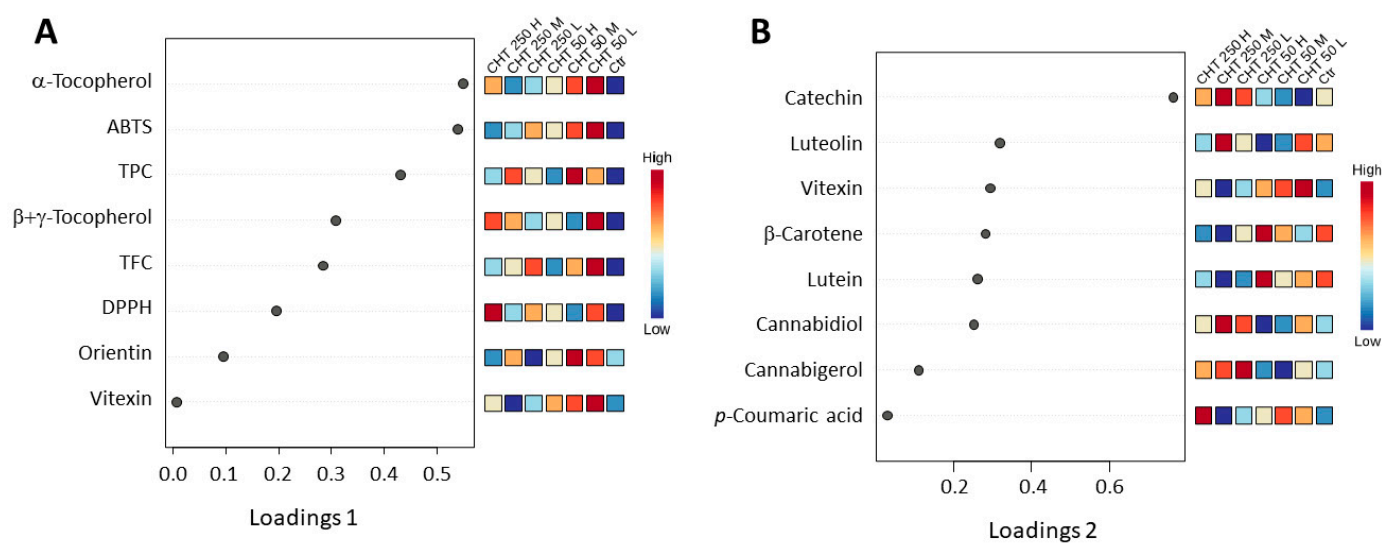 A
CHT 250 H
CHT 250 M
CHT 250 L
CHT 50 H
CHT 50 M
CHT 50 L
Ctr
α-Tocopherol
ABTS
TPC
β+γ-Tocopherol
TFC
DPPH
Orientin
Vitexin
High
Low
0.0 0.1 0.2 0.3 0.4 0.5
Loadings 1
B
CHT 250 H
CHT 250 M
CHT 250 L
CHT 50 H
CHT 50 M
CHT 50 L
Ctr
Catechin
Luteolin
Vitexin
β-Carotene
Lutein
Cannabidiol
Cannabigerol
p-Coumaric acid
High
Low
0.2 0.4 0.6
Loadings 2